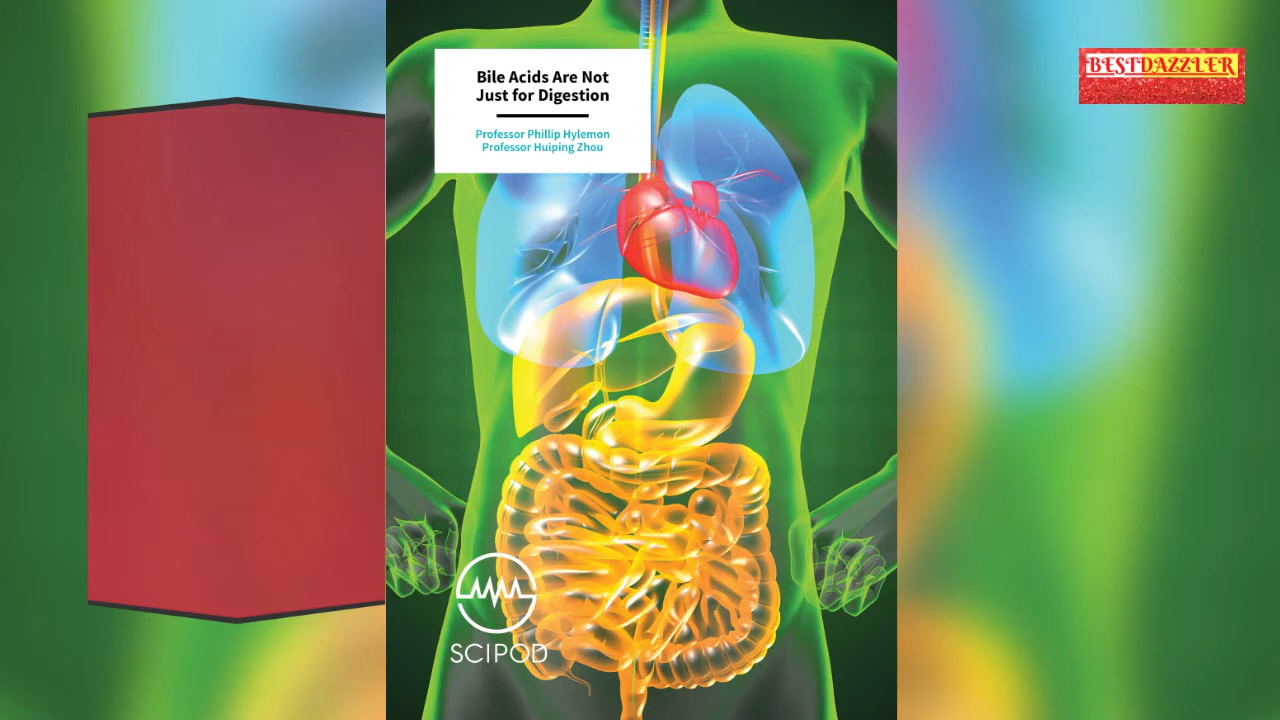 Bile Acids Are Not
Just for Digestion
Professor Phillip Hylemon
Professor Huiping Zhou
BESTDAZZLER
SCIPOD